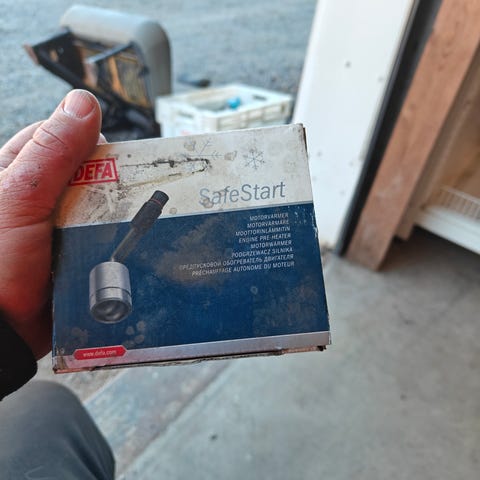 DEFA
SafeStart
MOTORVARMER
MOTORVÄRMARE
MOOTTORINLÄMMITIN
ENGINE PRE-HEATER
MOTORWÄRMER
PODGRZEWACZ SILNIKA
ПРЕДПУСКОВОЙ ОБОГРЕВАТЕЛЬ ДВИГАТЕЛЯ
PRÉCHAUFFAGE AUTONOME DU MOTEUR
www.defa.com